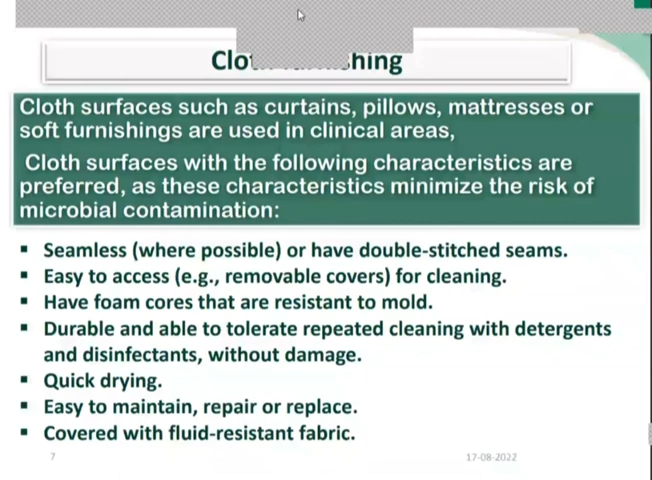 hing
Cloth surfaces such as curtains, pillows, mattresses or
soft furnishings are used in clinical areas,
Cloth surfaces with the following characteristics are
preferred, as these characteristics minimize the risk of
microbial contamination:
▪ Seamless (where possible) or have double-stitched seams.
▪ Easy to access (e.g., removable covers) for cleaning.
▪ Have foam cores that are resistant to mold.
▪ Durable and able to tolerate repeated cleaning with detergents
and disinfectants, without damage.
▪ Quick drying.
▪ Easy to maintain, repair or replace.
▪ Covered with fluid-resistant fabric.
7 17-08-2022